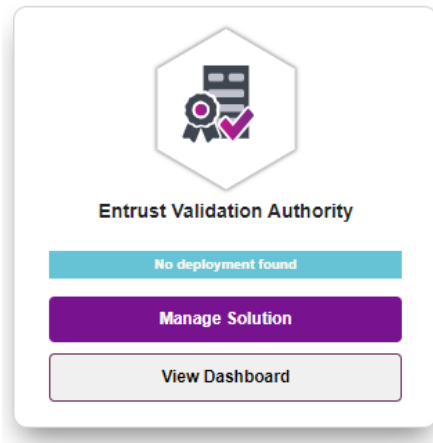 Entrust Validation Authority
No deployment found
Manage Solution
View Dashboard